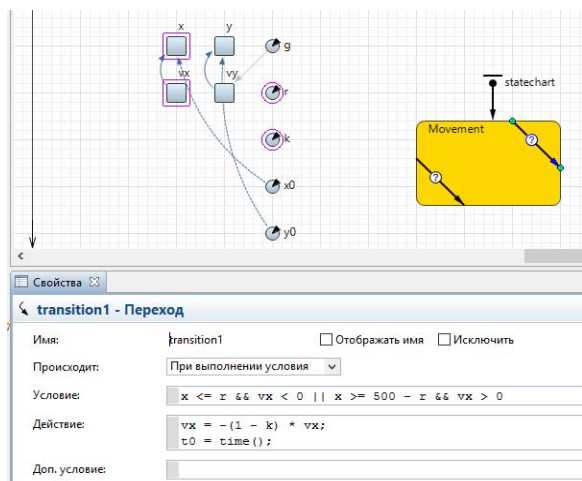 x y
g
vx vy
r
k
x0
y0
statechart
Movement
?
?
Свойства
transition1 - Переход
Имя: transition1 Отображать имя Исключить
Происходит: При выполнении условия
Условие: x <= r && vx < 0 || x >= 500 - r && vx > 0
Действие: vx = -(1 - k) * vx;
t0 = time();
Доп. условие: